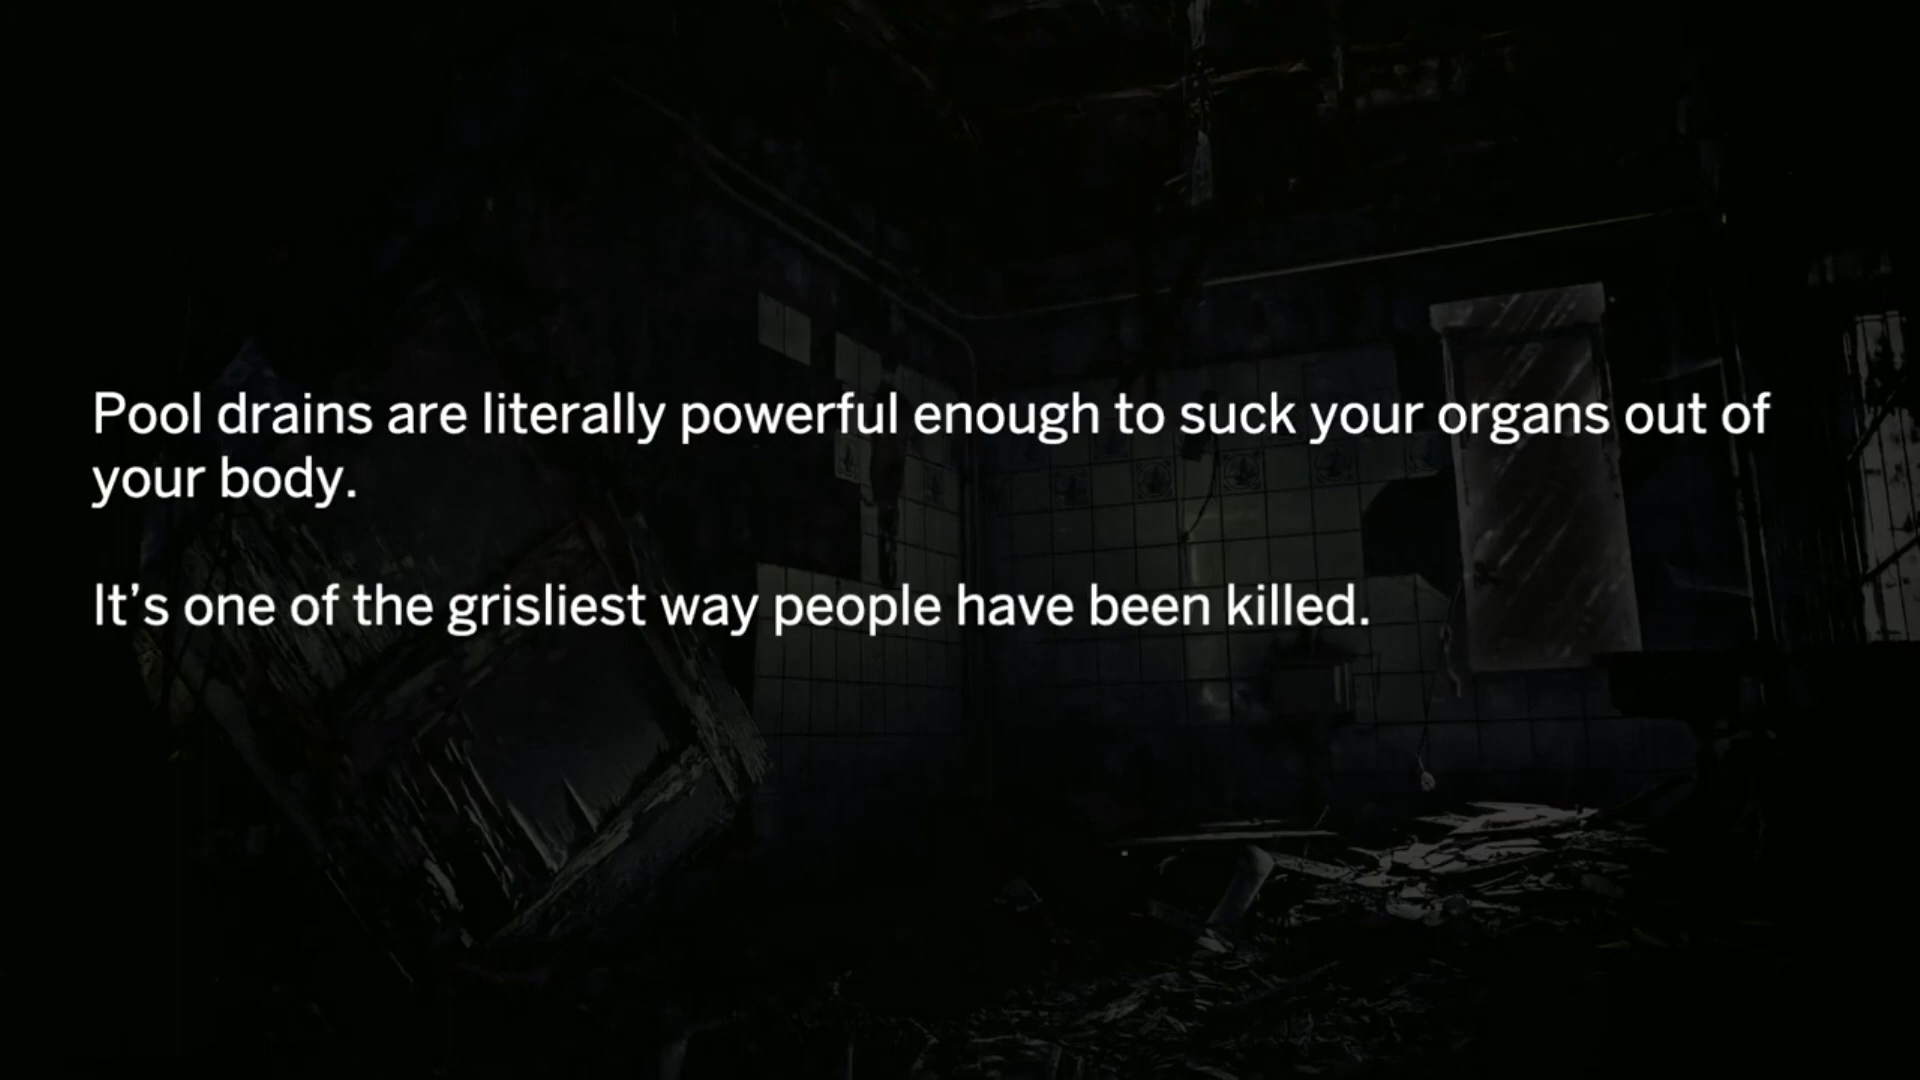 Pool drains are literally powerful enough to suck your organs out of
your body.
It’s one of the grisliest way people have been killed.